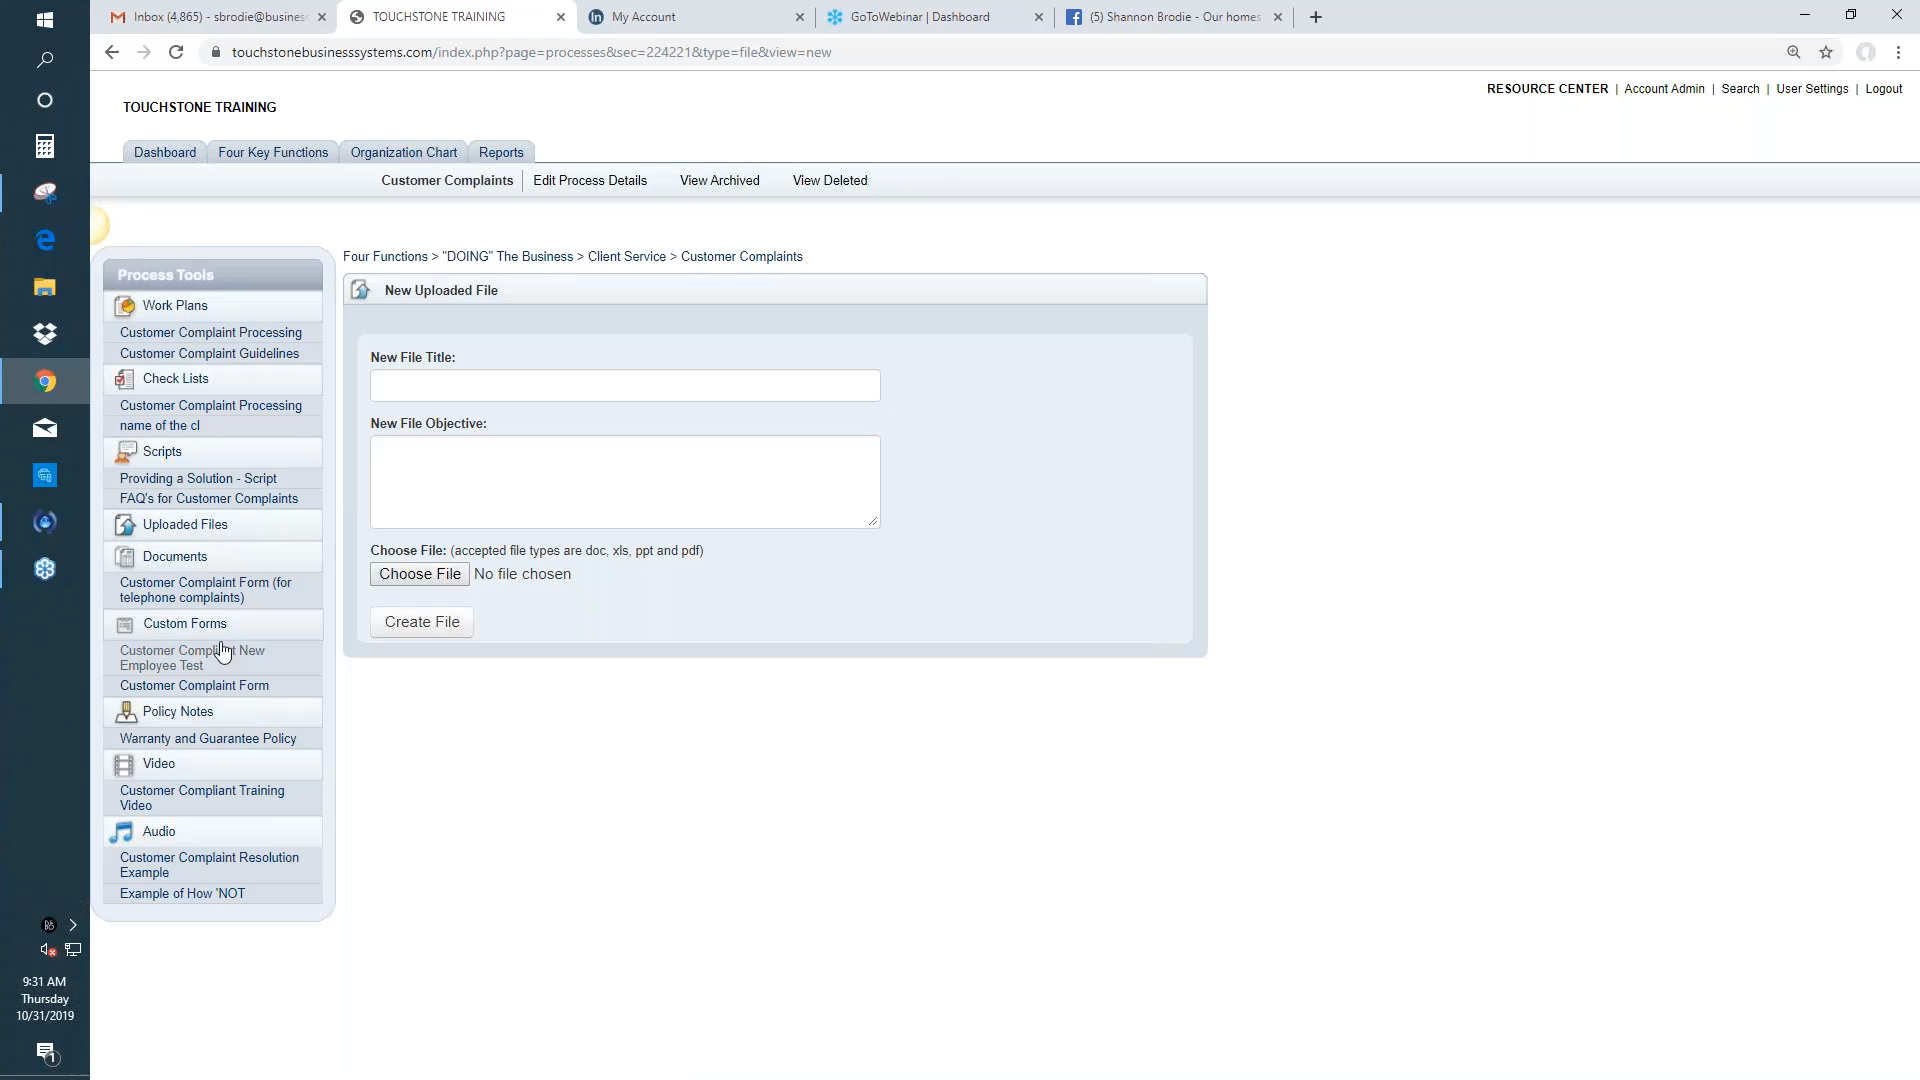 Inbox (4,865) - sbrodie@busines
TOUCHSTONE TRAINING
My Account
GoToWebinar | Dashboard
(5) Shannon Brodie - Our homes
touchstonebusinesssystems.com/index.php?page=processes&sec=224221&type=file&view=new
RESOURCE CENTER | Account Admin | Search | User Settings | Logout
TOUCHSTONE TRAINING
Dashboard
Four Key Functions
Organization Chart
Reports
Customer Complaints
Edit Process Details
View Archived
View Deleted
Four Functions > "DOING" The Business > Client Service > Customer Complaints
Process Tools
Work Plans
Customer Complaint Processing
Customer Complaint Guidelines
Check Lists
Customer Complaint Processing
name of the cl
Scripts
Providing a Solution - Script
FAQ's for Customer Complaints
Uploaded Files
Documents
Customer Complaint Form (for
telephone complaints)
Custom Forms
Customer Compliant New
Employee Test
Customer Complaint Form
Policy Notes
Warranty and Guarantee Policy
Video
Customer Compliant Training
Video
Audio
Customer Complaint Resolution
Example
Example of How 'NOT
New Uploaded File
New File Title:
New File Objective:
Choose File: (accepted file types are doc, xls, ppt and pdf)
Choose File No file chosen
Create File
9:31 AM
Thursday
10/31/2019
1